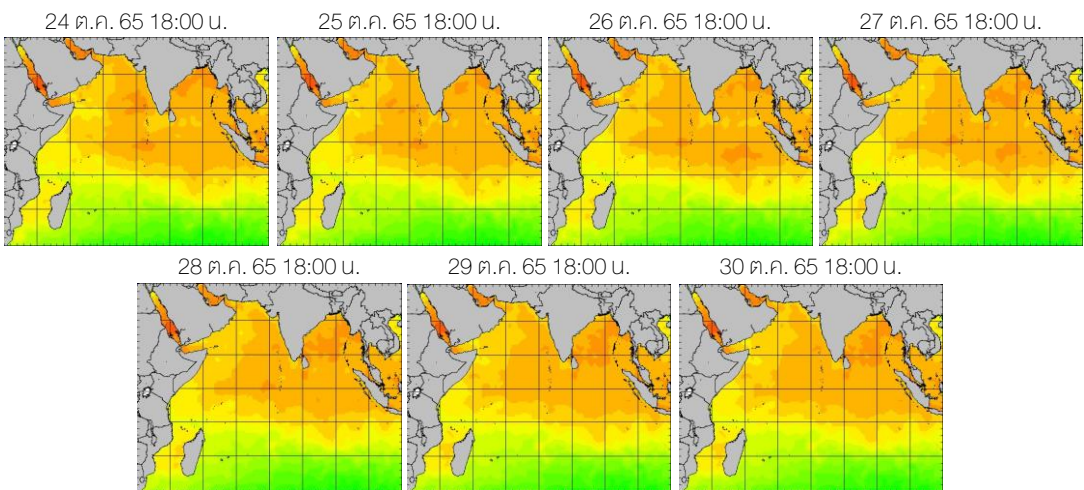 24 ต.ค. 65 18:00 น.
25 ต.ค. 65 18:00 น.
26 ต.ค. 65 18:00 น.
27 ต.ค. 65 18:00 น.
28 ต.ค. 65 18:00 น.
29 ต.ค. 65 18:00 น.
30 ต.ค. 65 18:00 น.